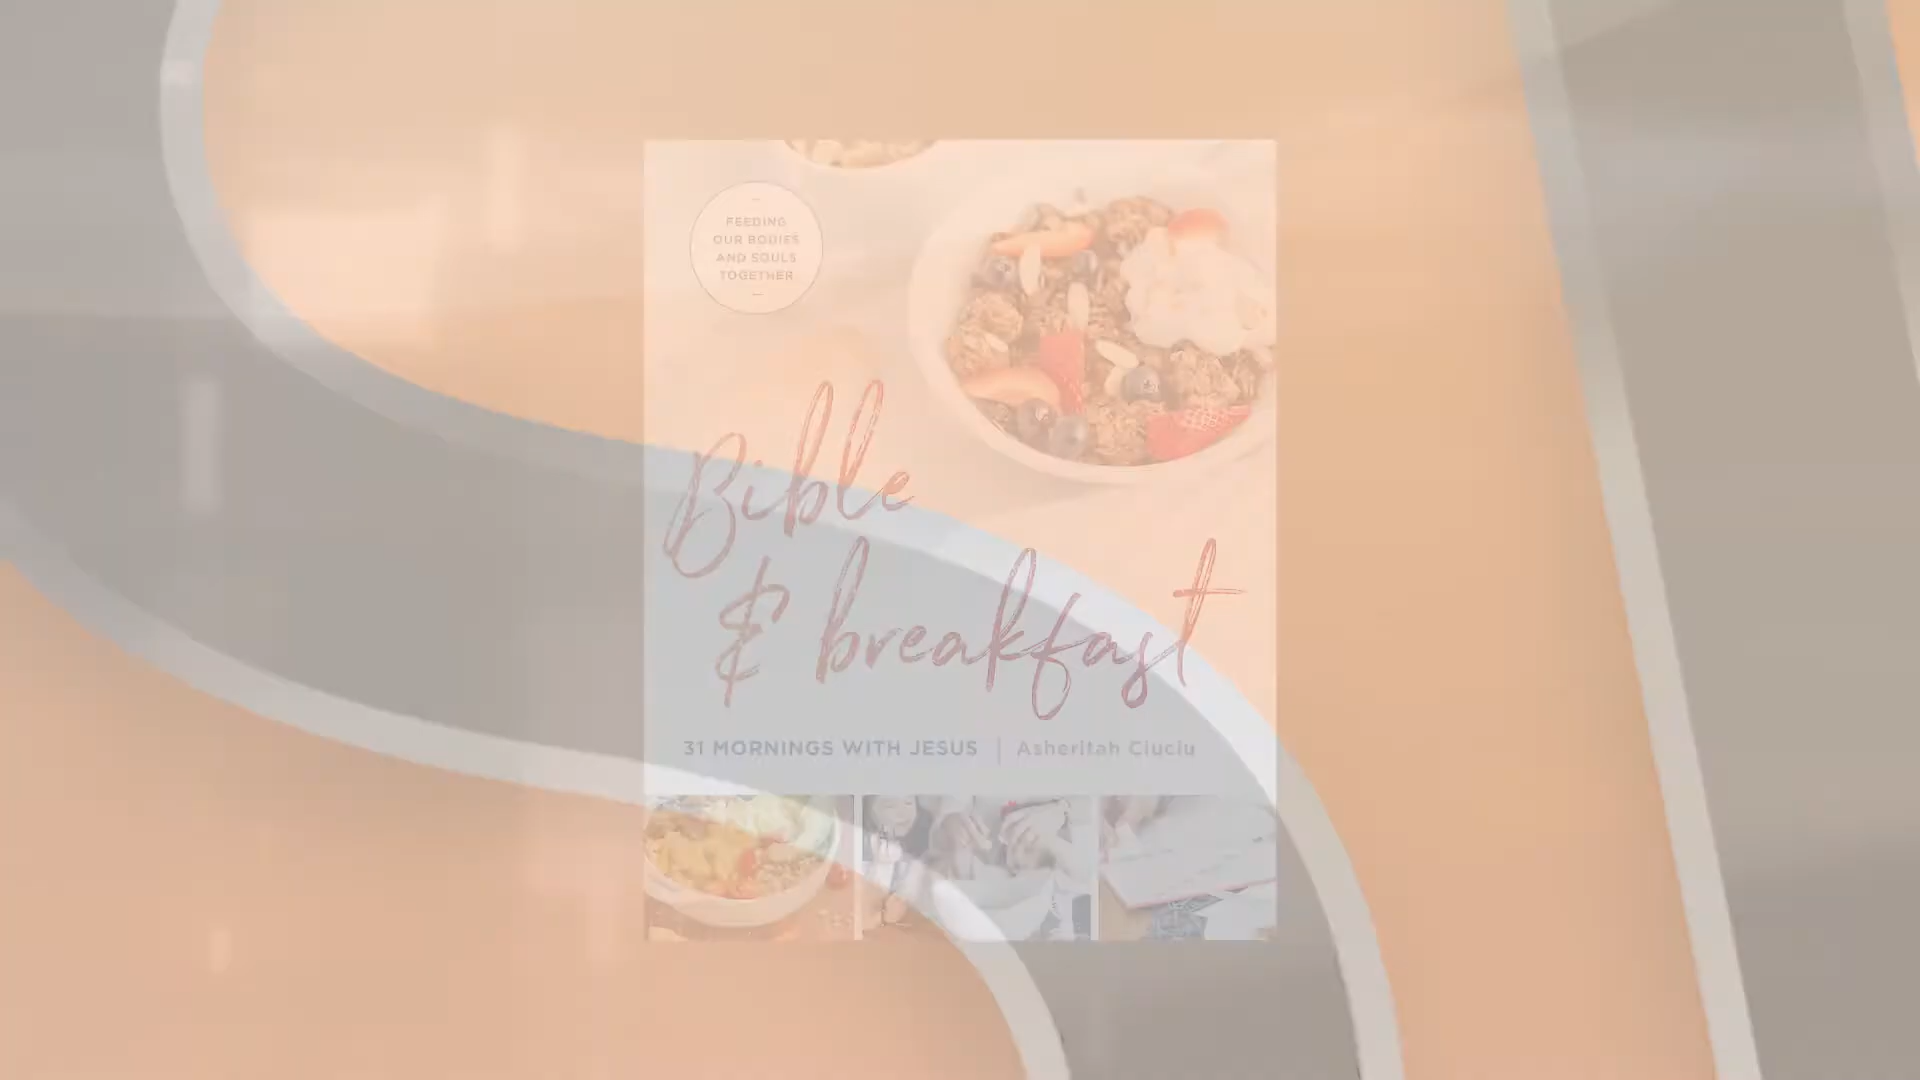 FEEDING
OUR BODIES
AND SOULS
TOGETHER
Bible
& breakfast
31 MORNINGS WITH JESUS | Asheritah Ciuciu